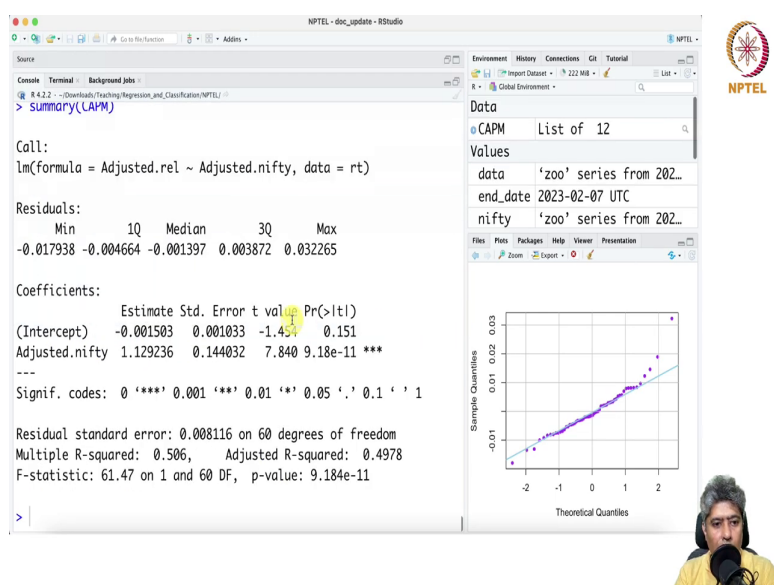 NPTEL - doc_update - RStudio
Go to file/function
Addins
NPTEL
Source
Console Terminal × Background Jobs ×
R 4.2.2 · ~/Downloads/Teaching/Regression_and_Classification/NPTEL/
> summary(CAPM)
Call:
lm(formula = Adjusted.rel ~ Adjusted.nifty, data = rt)
Residuals:
Min 1Q Median 3Q Max
-0.017938 -0.004664 -0.001397 0.003872 0.032265
Coefficients:
Estimate Std. Error t value Pr(>|t|)
(Intercept) -0.001503 0.001033 -1.454 0.151
Adjusted.nifty 1.129236 0.144032 7.840 9.18e-11 ***
---
Signif. codes: 0 ‘***’ 0.001 ‘**’ 0.01 ‘*’ 0.05 ‘.’ 0.1 ‘ ’ 1
Residual standard error: 0.008116 on 60 degrees of freedom
Multiple R-squared: 0.506, Adjusted R-squared: 0.4978
F-statistic: 61.47 on 1 and 60 DF, p-value: 9.184e-11
>
Environment History Connections Git Tutorial
Import Dataset 222 MiB List
R Global Environment
Data
CAPM List of 12
Values
data ‘zoo’ series from 202…
end_date 2023-02-07 UTC
nifty ‘zoo’ series from 202…
Files Plots Packages Help Viewer Presentation
Zoom Export
Sample Quantiles
0.03
0.02
0.01
-0.01
-2 -1 0 1 2
Theoretical Quantiles
NPTEL